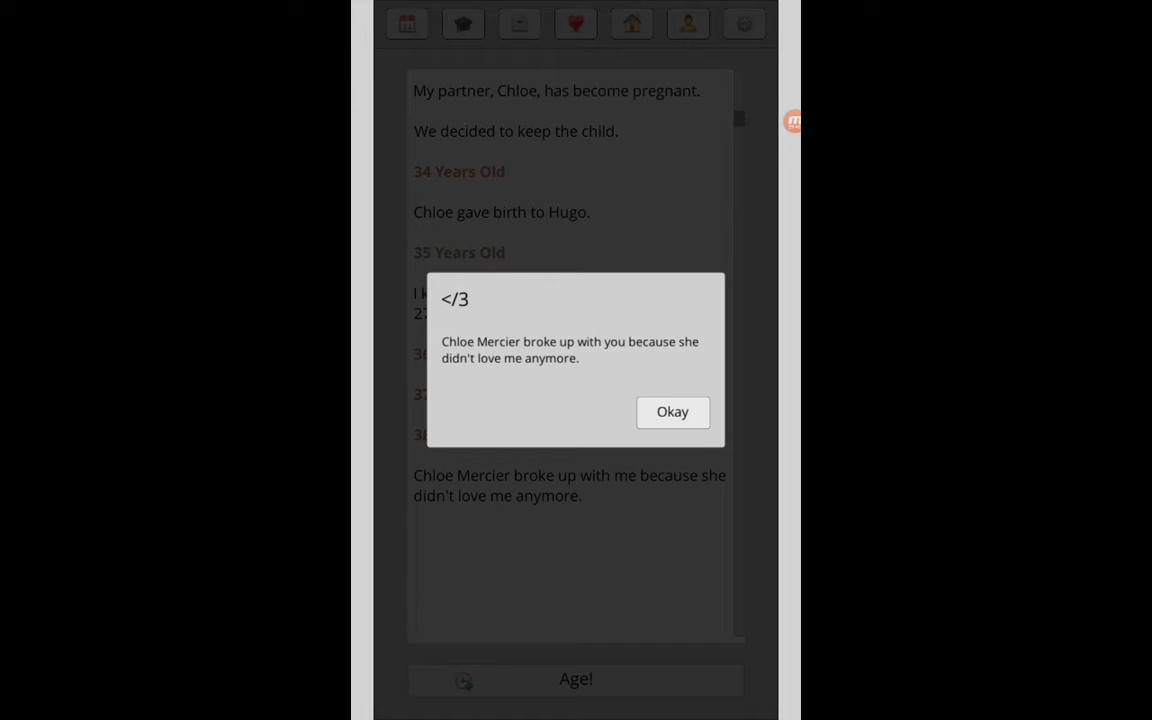 My partner, Chloe, has become pregnant.
We decided to keep the child.
34 Years Old
Chloe gave birth to Hugo.
35 Years Old
</3
Chloe Mercier broke up with you because she
didn't love me anymore.
Okay
Chloe Mercier broke up with me because she
didn't love me anymore.
Age!